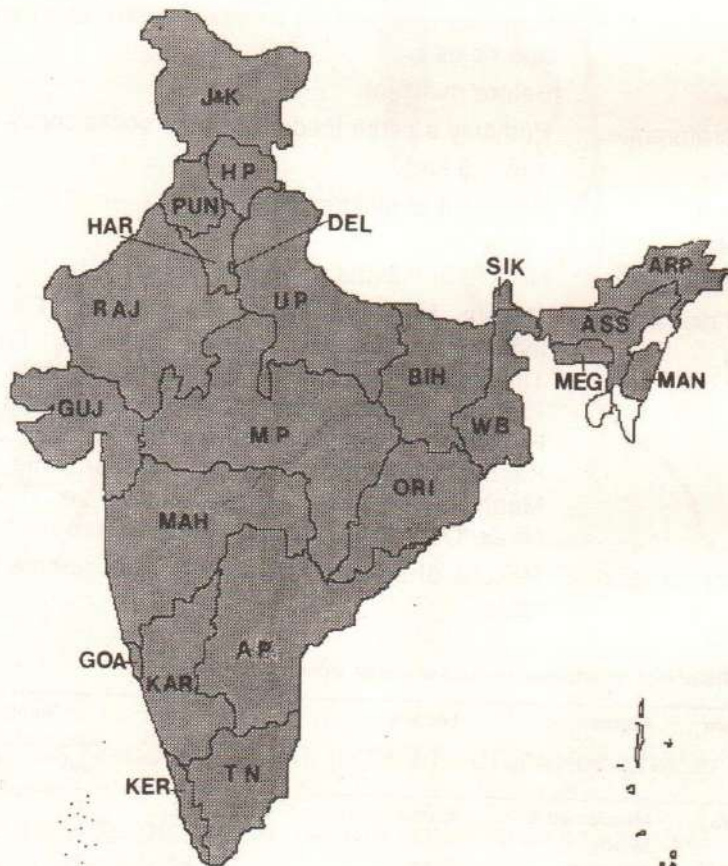 J&K
HP
PUN
HAR
DEL
SIK
ARP
RAJ
UP
ASS
BIH
MEG
MAN
GUJ
MP
WB
ORI
MAH
AP
GOA
KAR
TN
KER